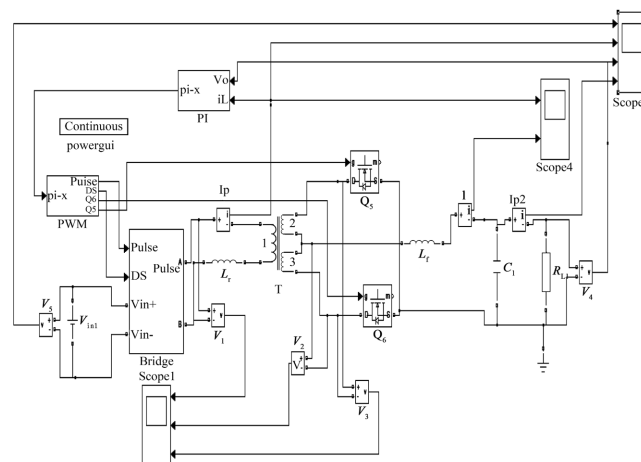 Vo
pi-x
iL
PI
Scope
Continuous
powergui
Scope4
Puise
DS
pi-x
Q6
Q5
PWM
Ip
g m
D S
Q5
1
i
Ip2
i
i
2
1
3
T
Lr
Lf
C1
RL1
V4
v
Pulse
Pulse
A
DS
Vin+
Vin-
B
Bridge
V5
v
Vin1
V1
v
g m
D S
Q6
V2
V
V3
v
Scope1